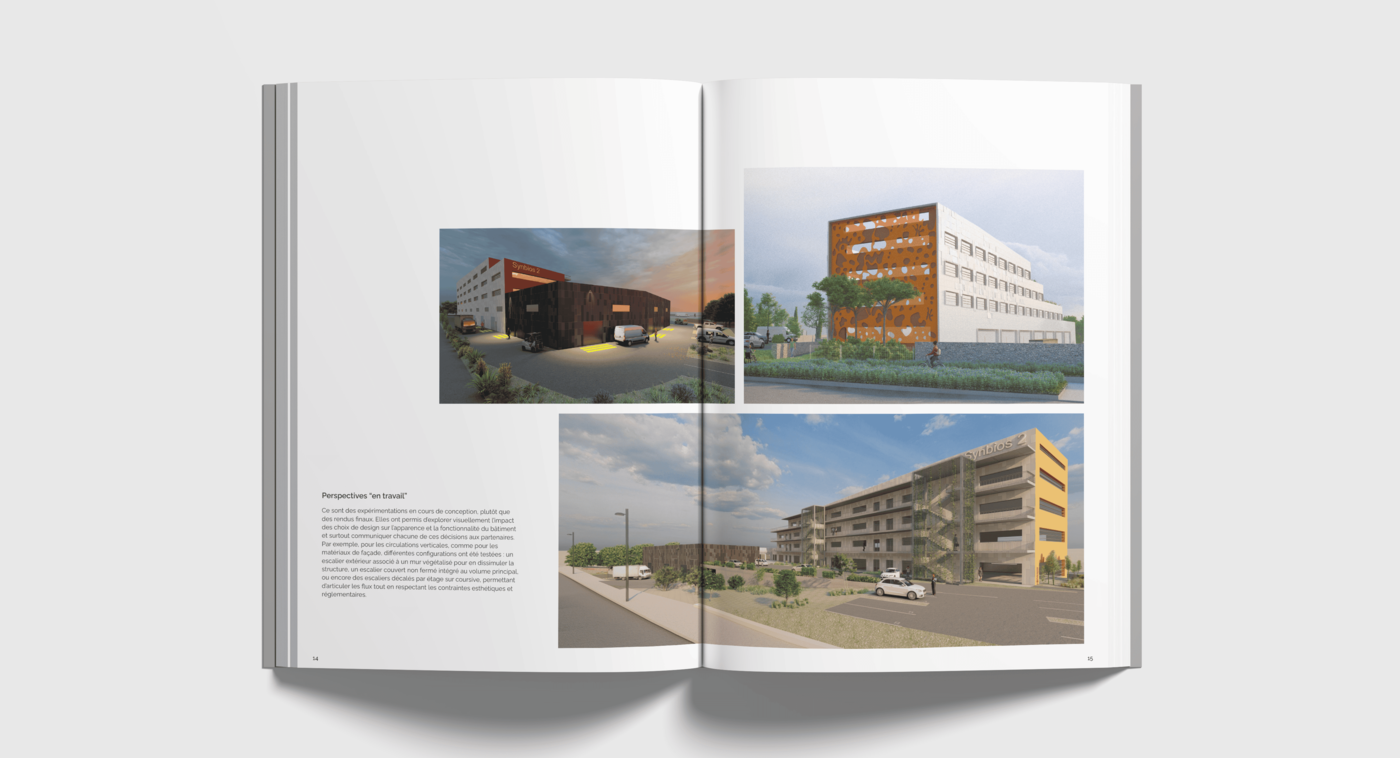 Synbios 2
Synbios 2
Perspectives "en travail"
Ce sont des experimentations en cours de conception, plutôt que
des rendus finaux. Elles ont permis d'explorer visuellement l'impact
des choix de design sur l'apparence et la fonctionnalité du bâtiment
et surtout communiquer chacune de ces décisions aux partenaires.
Par exemple, pour les circulations verticales, comme pour les
matériaux de façade, différentes configurations ont été testées : un
escalier extérieur associé à un mur végétalisé pour en dissimuler la
structure, un escalier couvert non fermé intégré au volume principal,
ou encore des escaliers décalés par étage sur coursive, permettant
d'articuler les flux tout en respectant les contraintes esthétiques et
réglementaires.
14
15